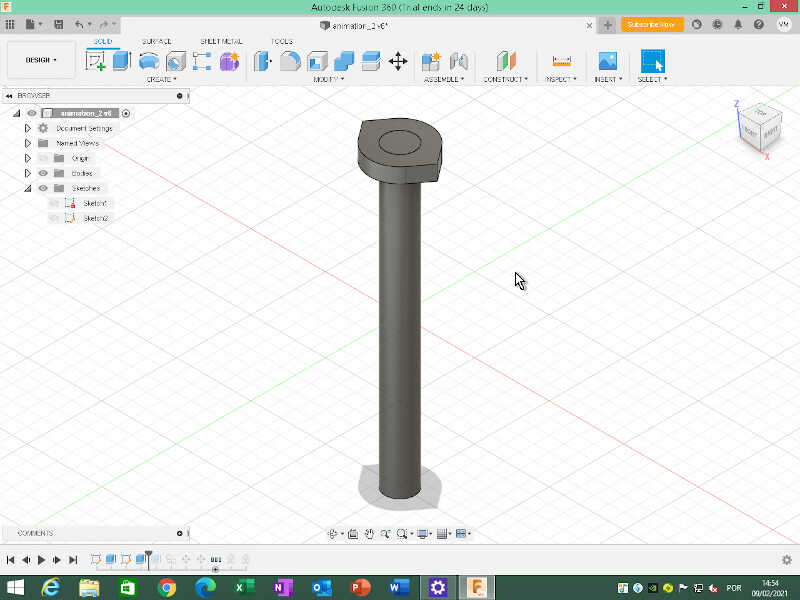 Autodesk Fusion 360 (Trial ends in 24 days)
animation_2 v6*
Subscribe Now
VM
SOLID SURFACE SHEET METAL TOOLS
DESIGN
CREATE MODIFY ASSEMBLE CONSTRUCT INSPECT INSERT SELECT
BROWSER
animation_2 v6
Document Settings
Named Views
Origin
Bodies
Sketches
Sketch1
Sketch2
Z
TOP
FRONT
RIGHT
X
COMMENTS
POR
14:54
09/02/2021